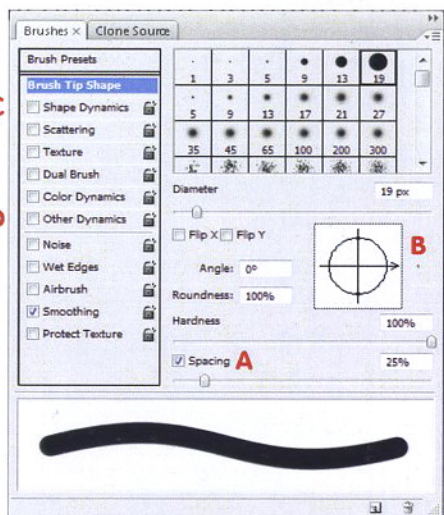 Brushes × Clone Source
Brush Presets
Brush Tip Shape
C
Shape Dynamics
Scattering
Texture
Dual Brush
Color Dynamics
Other Dynamics
Noise
Wet Edges
Airbrush
Smoothing
Protect Texture
1 3 5 9 13 19
5 9 13 17 21 27
35 45 65 100 200 300
Diameter 19 px
Flip X Flip Y
B
Angle: 0°
Roundness: 100%
Hardness 100%
Spacing A 25%